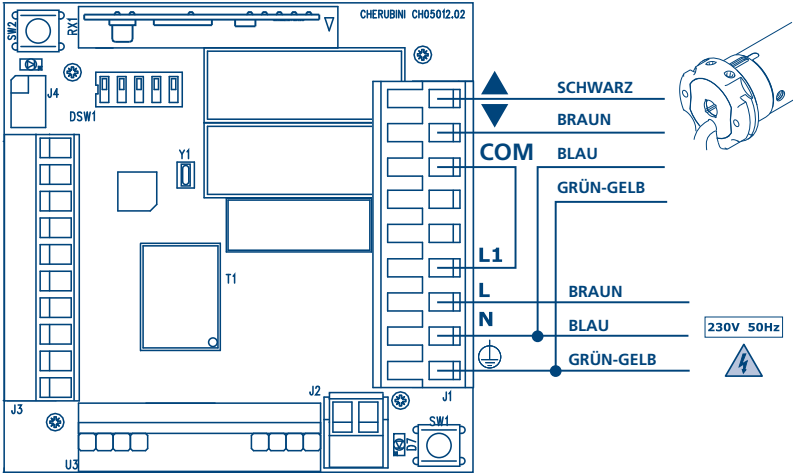 SW2
RX1
CHERUBINI CH05012.02
J4
DSW1
Y1
T1
J3
U3
J2
D7
SW1
J1
SCHWARZ
BRAUN
COM
BLAU
GRÜN-GELB
L1
L
BRAUN
N
BLAU
GRÜN-GELB
230V 50Hz